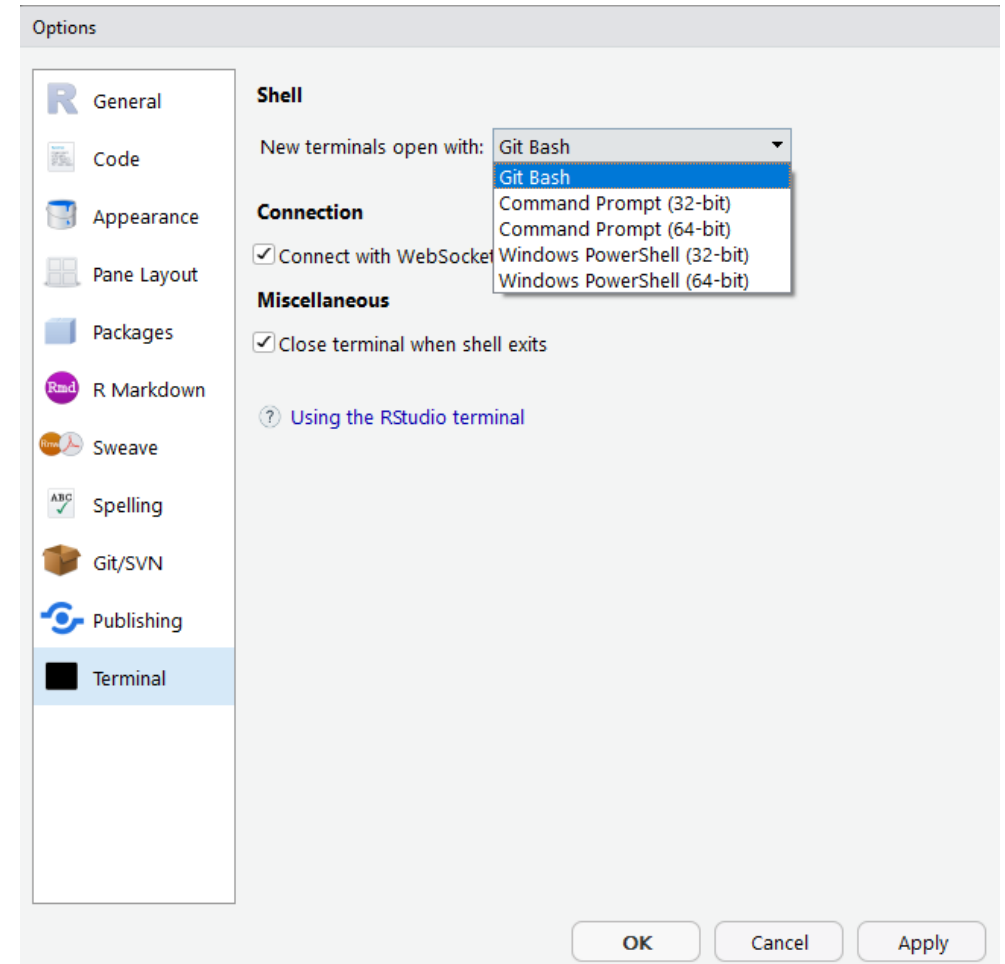 Options
General
Code
Appearance
Pane Layout
Packages
Rmd R Markdown
Sweave
ABC Spelling
Git/SVN
Publishing
Terminal
Shell
New terminals open with: Git Bash
Git Bash
Command Prompt (32-bit)
Command Prompt (64-bit)
Windows PowerShell (32-bit)
Windows PowerShell (64-bit)
Connection
Connect with WebSocket
Miscellaneous
Close terminal when shell exits
? Using the RStudio terminal
OK Cancel Apply